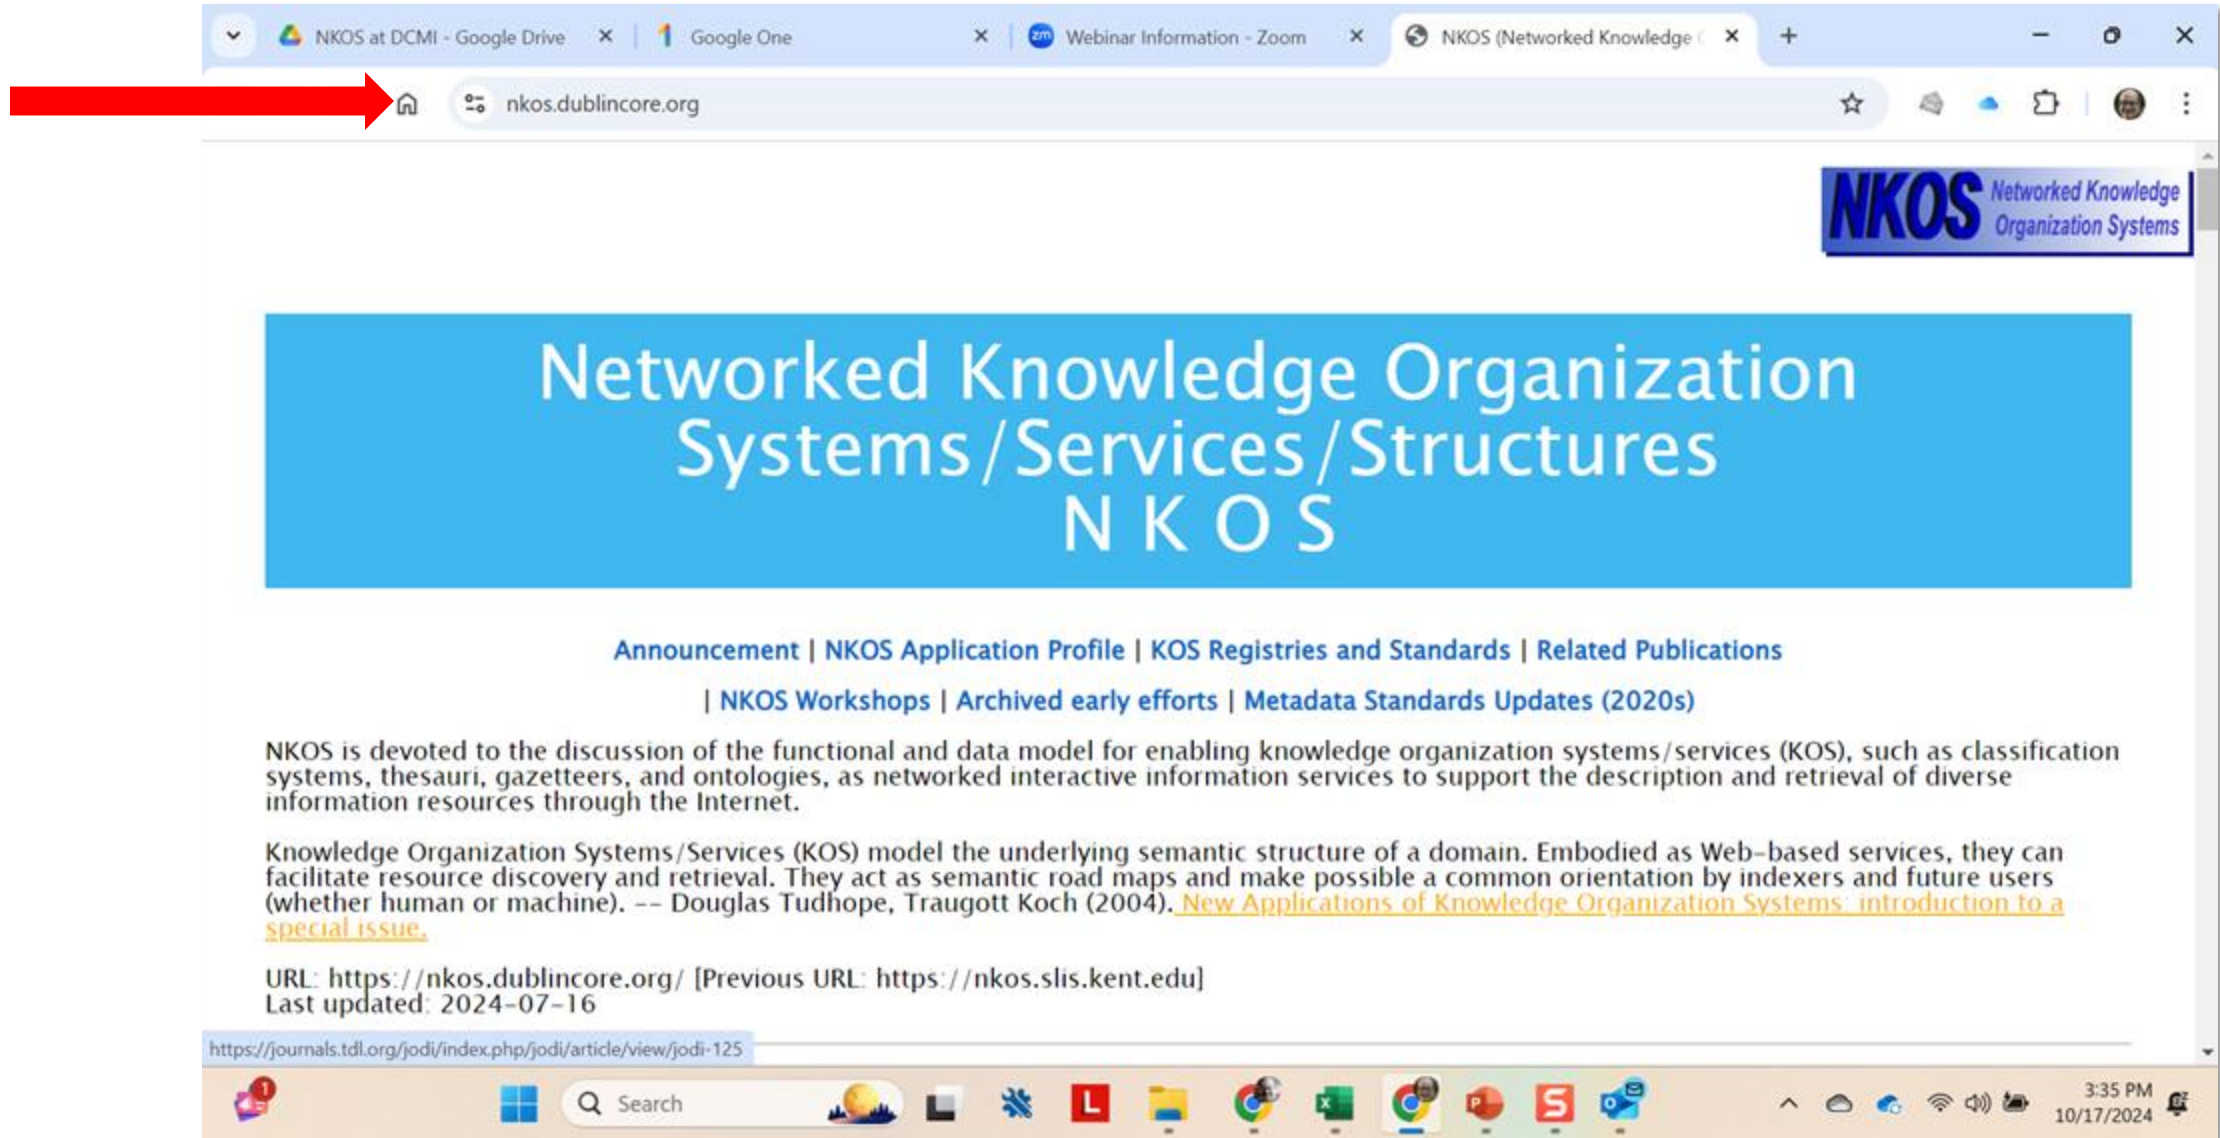 NKOS at DCMI - Google Drive
Google One
zm Webinar Information - Zoom
NKOS (Networked Knowledge
nkos.dublincore.org
NKOS Networked Knowledge
Organization Systems
Networked Knowledge Organization
Systems/Services/Structures
N K O S
Announcement | NKOS Application Profile | KOS Registries and Standards | Related Publications
| NKOS Workshops | Archived early efforts | Metadata Standards Updates (2020s)
NKOS is devoted to the discussion of the functional and data model for enabling knowledge organization systems/services (KOS), such as classification
systems, thesauri, gazetteers, and ontologies, as networked interactive information services to support the description and retrieval of diverse
information resources through the Internet.
Knowledge Organization Systems/Services (KOS) model the underlying semantic structure of a domain. Embodied as Web-based services, they can
facilitate resource discovery and retrieval. They act as semantic road maps and make possible a common orientation by indexers and future users
(whether human or machine). -- Douglas Tudhope, Traugott Koch (2004). New Applications of Knowledge Organization Systems: introduction to a
special issue.
URL: https://nkos.dublincore.org/ [Previous URL: https://nkos.slis.kent.edu]
Last updated: 2024-07-16
https://journals.tdl.org/jodi/index.php/jodi/article/view/jodi-125
1
Search
L
S
3:35 PM
10/17/2024